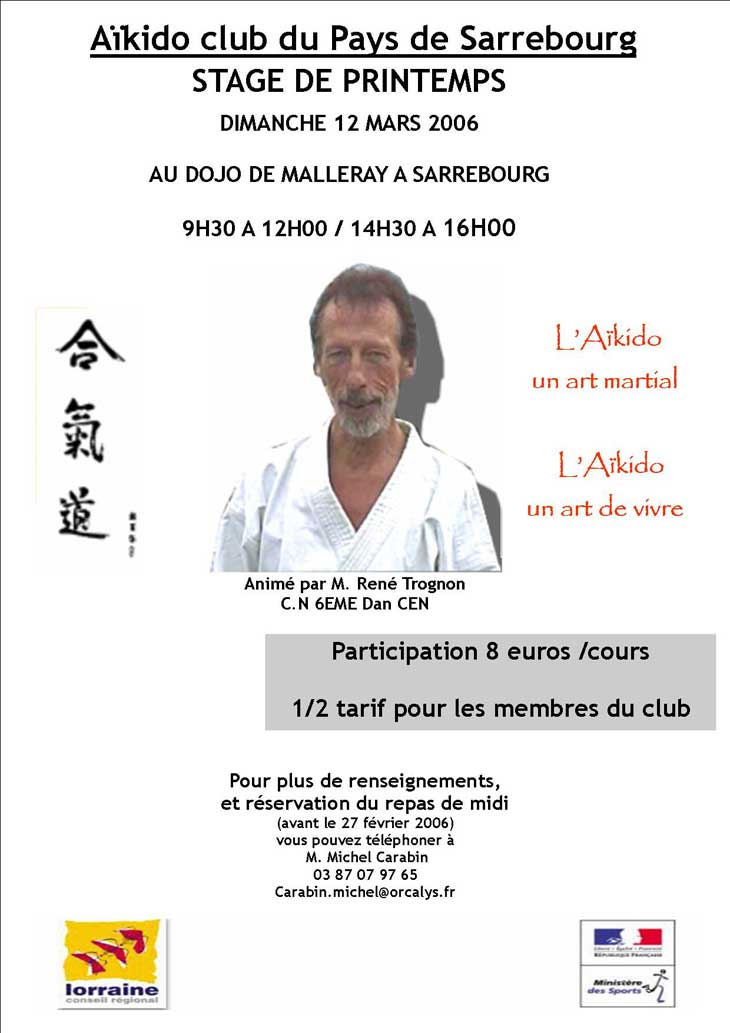 Aïkido club du Pays de Sarrebourg
STAGE DE PRINTEMPS
DIMANCHE 12 MARS 2006
AU DOJO DE MALLERAY A SARREBOURG
9H30 A 12H00 / 14H30 A 16H00
合
氣
道
L'Aïkido
un art martial
L'Aïkido
un art de vivre
Animé par M. René Trognon
C.N 6EME Dan CEN
Participation 8 euros /cours
1/2 tarif pour les membres du club
Pour plus de renseignements,
et réservation du repas de midi
(avant le 27 février 2006)
vous pouvez téléphoner à
M. Michel Carabin
03 87 07 97 65
Carabin.michel@orcalys.fr
lorraine
conseil régional
Liberté • Égalité • Fraternité
RÉPUBLIQUE FRANÇAISE
Ministère
des Sports